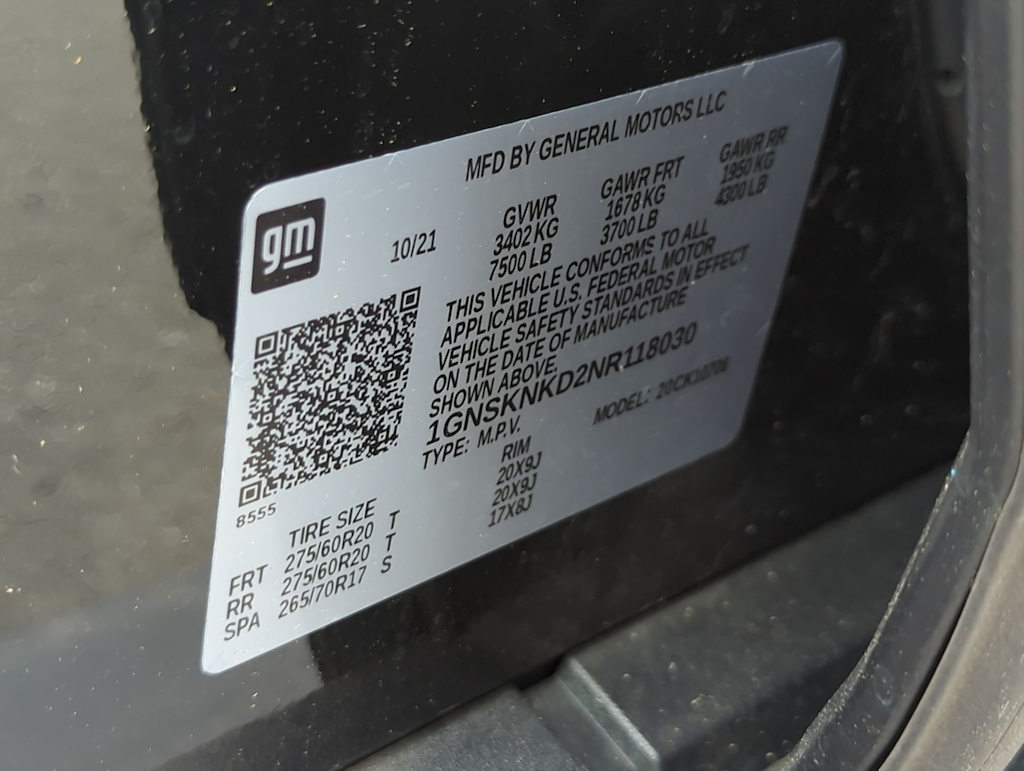 MFD BY GENERAL MOTORS LLC
gm
10/21
GVWR
3402 KG
7500 LB
GAWR FRT
1678 KG
3700 LB
GAWR RR
1950 KG
4300 LB
THIS VEHICLE CONFORMS TO ALL
APPLICABLE U.S. FEDERAL MOTOR
VEHICLE SAFETY STANDARDS IN EFFECT
ON THE DATE OF MANUFACTURE
SHOWN ABOVE.
1GNSKNKD2NR118030
TYPE: M.P.V.
MODEL:
8555
TIRE SIZE
RIM
FRT 275/60R20 T 20X9J
RR 275/60R20 T 20X9J
SPA 265/70R17 S 17X8J